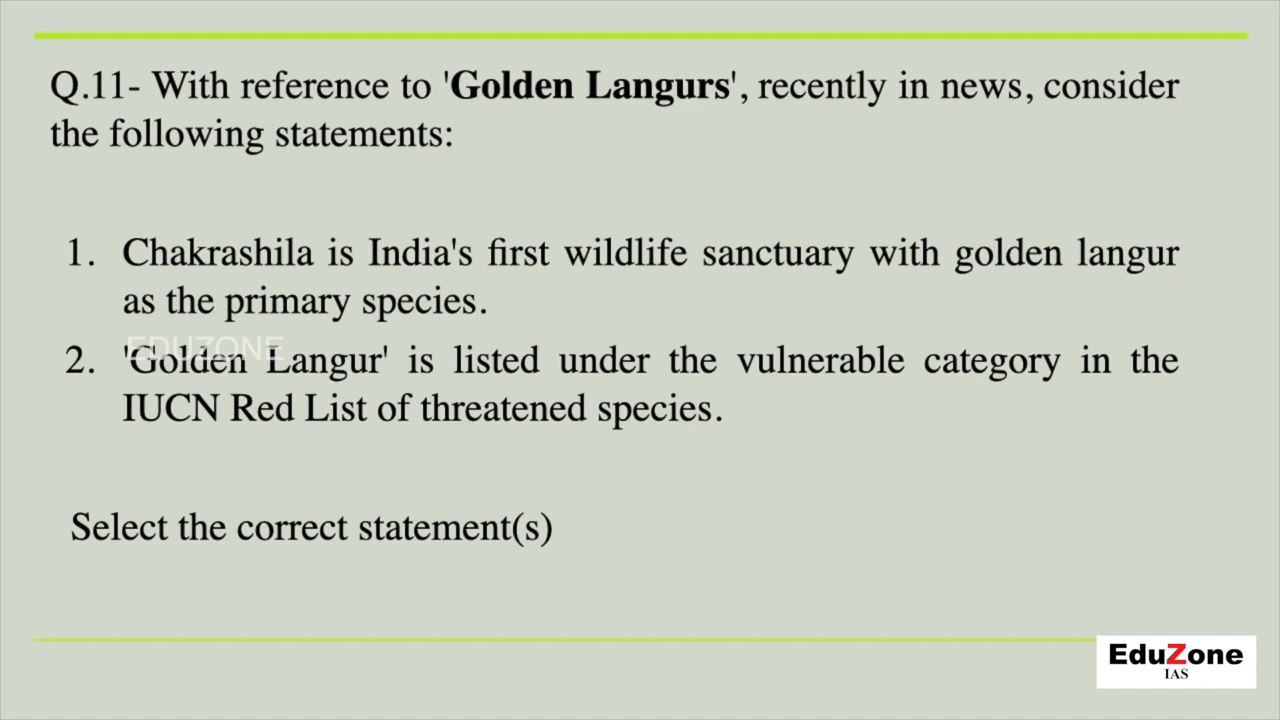 Q.11- With reference to 'Golden Langurs', recently in news, consider
the following statements:
1. Chakrashila is India's first wildlife sanctuary with golden langur
as the primary species.
EDUZONE
2. 'Golden Langur' is listed under the vulnerable category in the
IUCN Red List of threatened species.
Select the correct statement(s)
EduZone
IAS